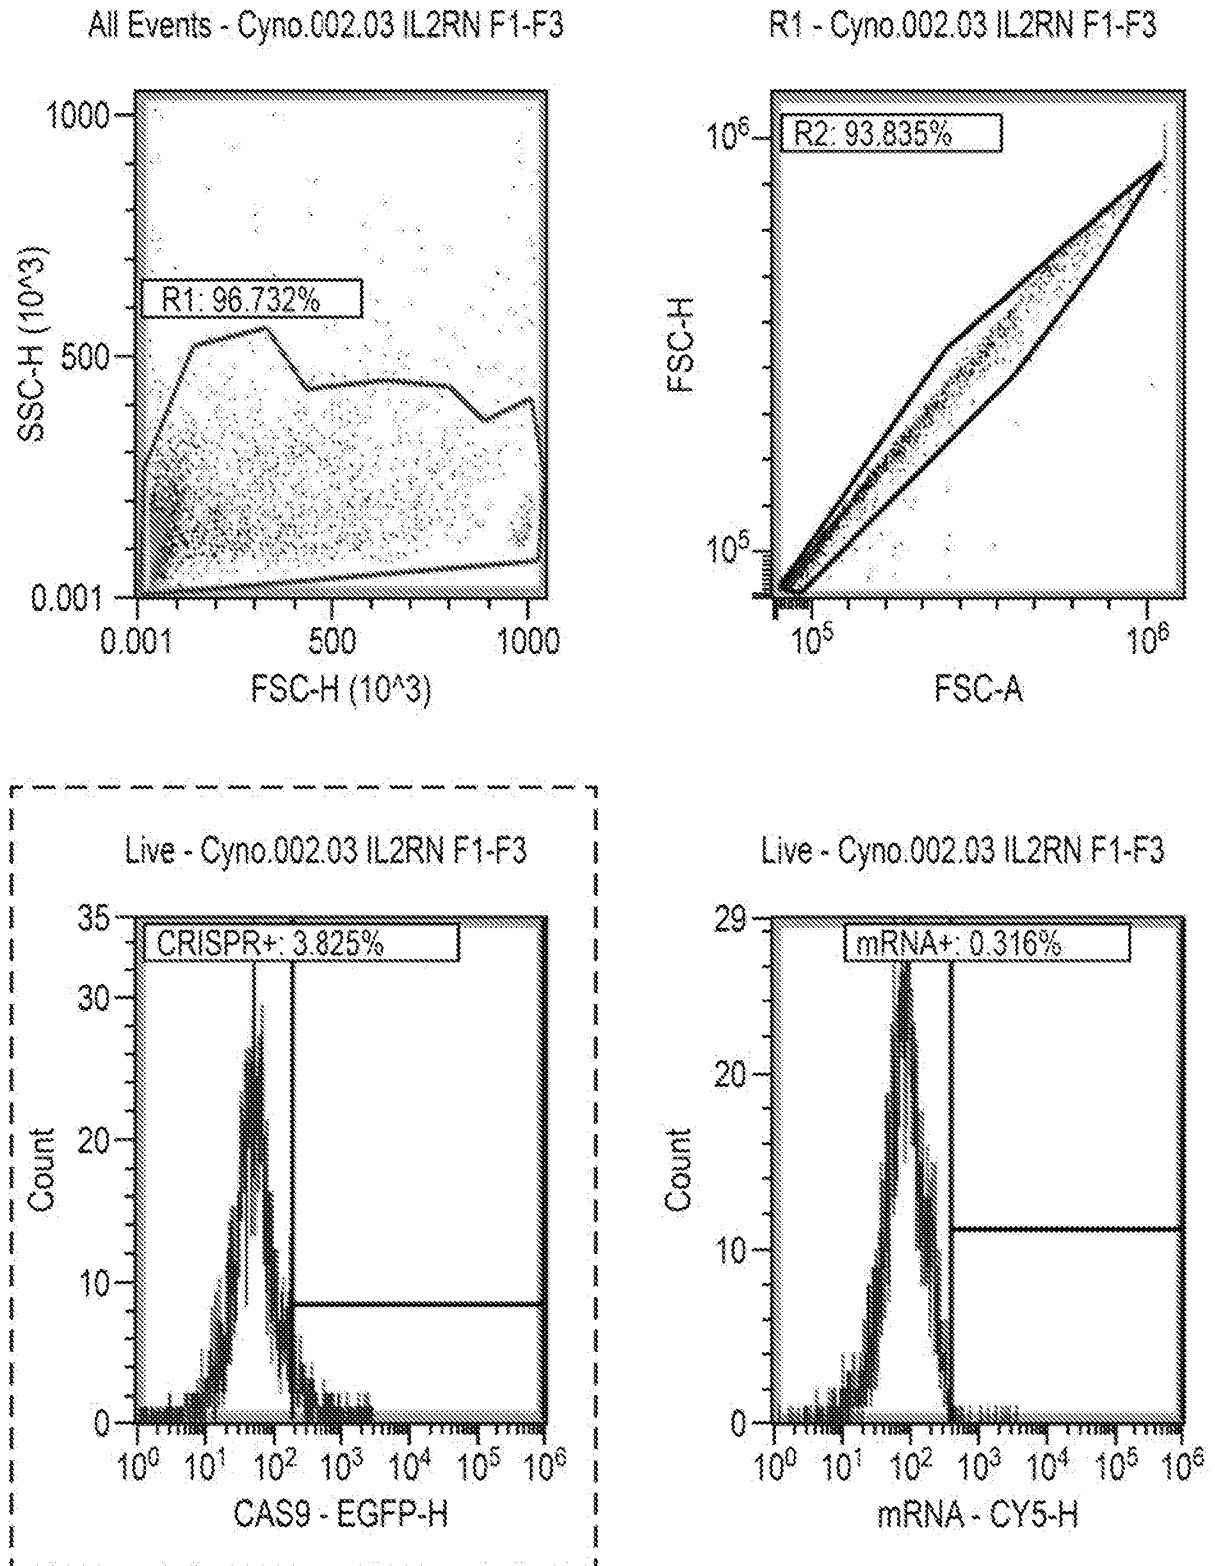 All Events - Cyno.002.03 IL2RN F1-F3
1000
500
0.001
SSC-H (10^3)
R1: 96.732%
0.001 500 1000
FSC-H (10^3)
R1 - Cyno.002.03 IL2RN F1-F3
10⁶
10⁵
FSC-H
R2: 93.835%
10⁵ 10⁶
FSC-A
Live - Cyno.002.03 IL2RN F1-F3
35
30
20
10
0
Count
CRISPR+: 3.825%
10⁰ 10¹ 10² 10³ 10⁴ 10⁵ 10⁶
CAS9 - EGFP-H
Live - Cyno.002.03 IL2RN F1-F3
29
20
10
0
Count
mRNA+: 0.316%
10⁰ 10¹ 10² 10³ 10⁴ 10⁵ 10⁶
mRNA - CY5-H